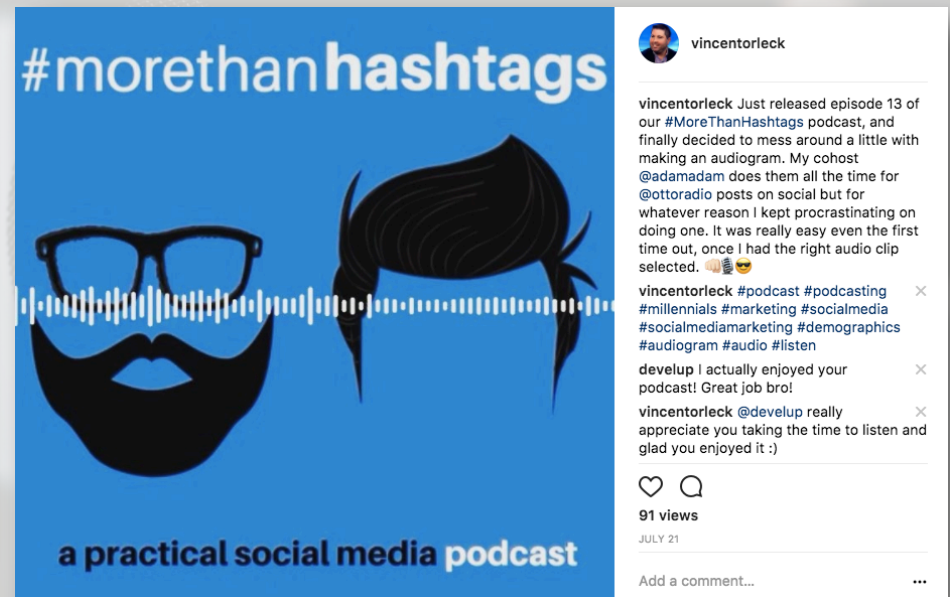 #morethanhashtags
a practical social media podcast
vincentorleck
vincentorleck Just released episode 13 of
our #MoreThanHashtags podcast, and
finally decided to mess around a little with
making an audiogram. My cohost
@adamadam does them all the time for
@ottoradio posts on social but for
whatever reason I kept procrastinating on
doing one. It was really easy even the first
time out, once I had the right audio clip
selected. 👊🏻🎙😎
vincentorleck #podcast #podcasting
#millennials #marketing #socialmedia
#socialmediamarketing #demographics
#audiogram #audio #listen
develup I actually enjoyed your
podcast! Great job bro!
vincentorleck @develup really
appreciate you taking the time to listen and
glad you enjoyed it :)
91 views
JULY 21
Add a comment...